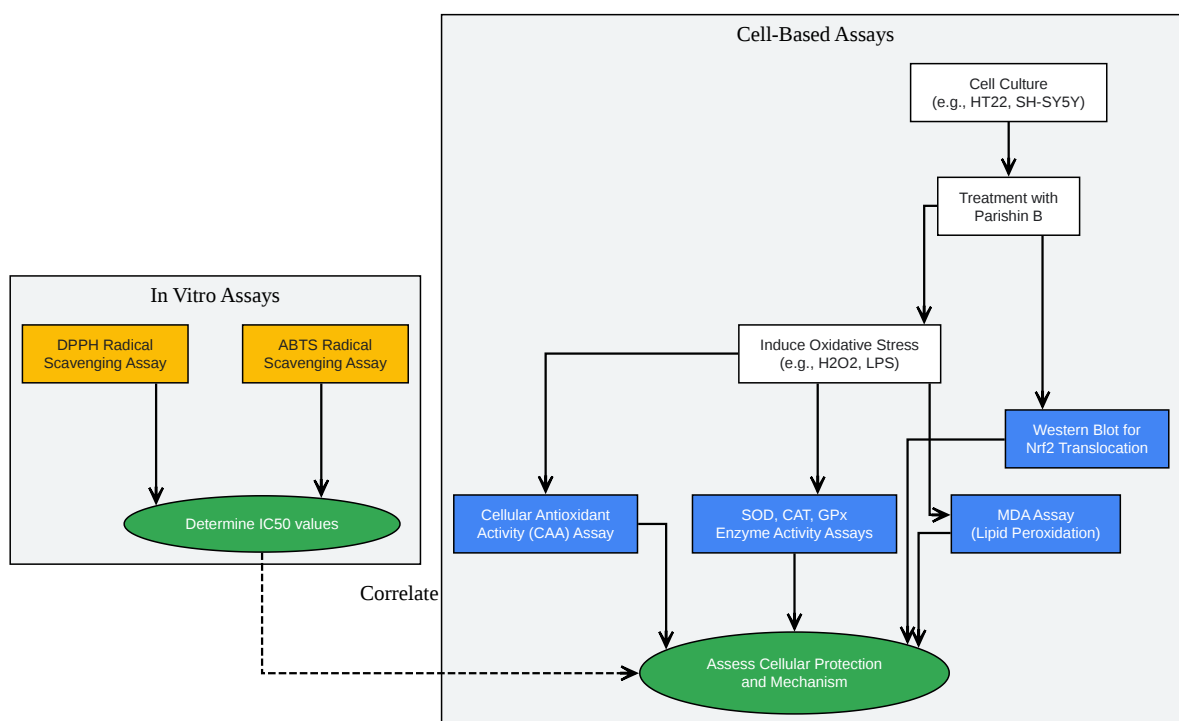 Cell-Based Assays
Cell Culture
(e.g., HT22, SH-SY5Y)
Treatment with
Parishin B
In Vitro Assays
DPPH Radical
Scavenging Assay
ABTS Radical
Scavenging Assay
Induce Oxidative Stress
(e.g., H2O2, LPS)
Western Blot for
Nrf2 Translocation
Determine IC50 values
Cellular Antioxidant
Activity (CAA) Assay
SOD, CAT, GPx
Enzyme Activity Assays
MDA Assay
(Lipid Peroxidation)
Correlate
Assess Cellular Protection
and Mechanism